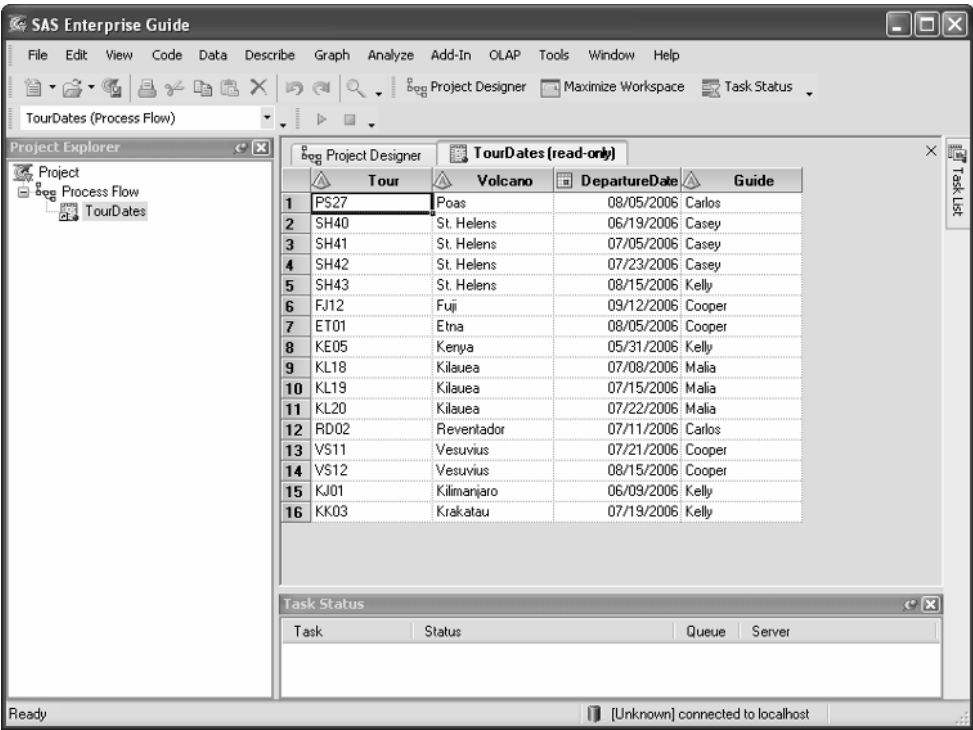 SAS Enterprise Guide
File Edit View Code Data Describe Graph Analyze Add-In OLAP Tools Window Help
Project Designer Maximize Workspace Task Status
TourDates (Process Flow)
Project Explorer
Project
Process Flow
TourDates
Project Designer TourDates (read-only)
Task List
Tour Volcano DepartureDate Guide
1 PS27 Poas 08/05/2006 Carlos
2 SH40 St. Helens 06/19/2006 Casey
3 SH41 St. Helens 07/05/2006 Casey
4 SH42 St. Helens 07/23/2006 Casey
5 SH43 St. Helens 08/15/2006 Kelly
6 FJ12 Fuji 09/12/2006 Cooper
7 ET01 Etna 08/05/2006 Cooper
8 KE05 Kenya 05/31/2006 Kelly
9 KL18 Kilauea 07/08/2006 Malia
10 KL19 Kilauea 07/15/2006 Malia
11 KL20 Kilauea 07/22/2006 Malia
12 RD02 Reventador 07/11/2006 Carlos
13 VS11 Vesuvius 07/21/2006 Cooper
14 VS12 Vesuvius 08/15/2006 Cooper
15 KJ01 Kilimanjaro 06/09/2006 Kelly
16 KK03 Krakatau 07/19/2006 Kelly
Task Status
Task Status Queue Server
Ready [Unknown] connected to localhost